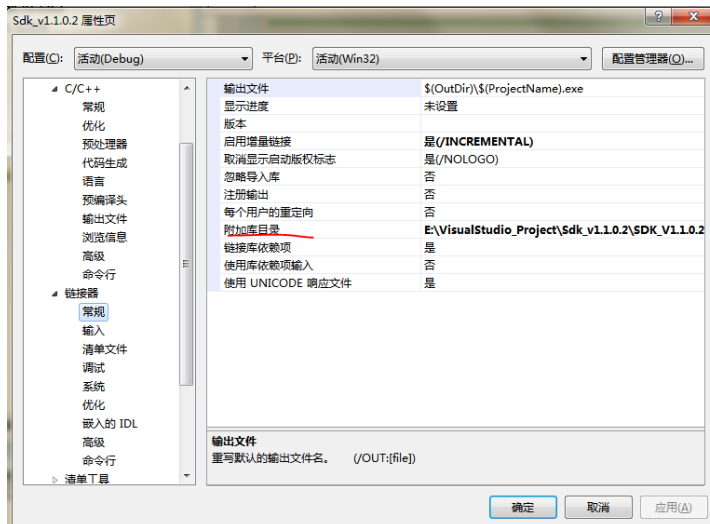 Sdk_v1.1.0.2 属性页
配置(C): 活动(Debug) 平台(P): 活动(Win32) 配置管理器(O)...
C/C++
常规
优化
预处理器
代码生成
语言
预编译头
输出文件
浏览信息
高级
命令行
链接器
常规
输入
清单文件
调试
系统
优化
嵌入的 IDL
高级
命令行
清单工具
输出文件 $(OutDir)\$(ProjectName).exe
显示进度 未设置
版本
启用增量链接 是(/INCREMENTAL)
取消显示启动版权标志 是(/NOLOGO)
忽略导入库 否
注册输出 否
每个用户的重定向 否
附加库目录 E:\VisualStudio_Project\Sdk_v1.1.0.2\SDK_V1.1.0.2
链接库依赖项 是
使用库依赖项输入 否
使用 UNICODE 响应文件 是
输出文件
重写默认的输出文件名。 (/OUT:[file])
确定 取消 应用(A)